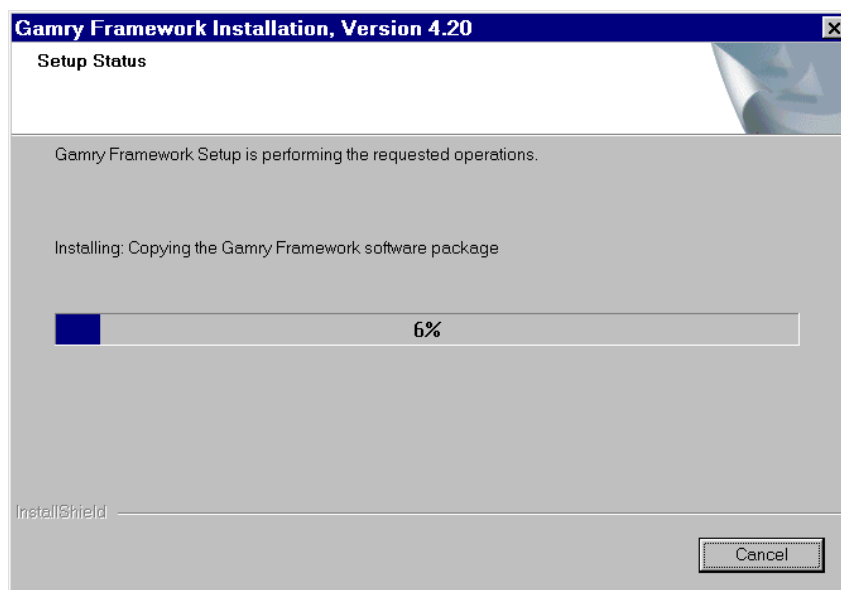 Gamry Framework Installation, Version 4.20
Setup Status
Gamry Framework Setup is performing the requested operations.
Installing: Copying the Gamry Framework software package
6%
InstallShield
Cancel